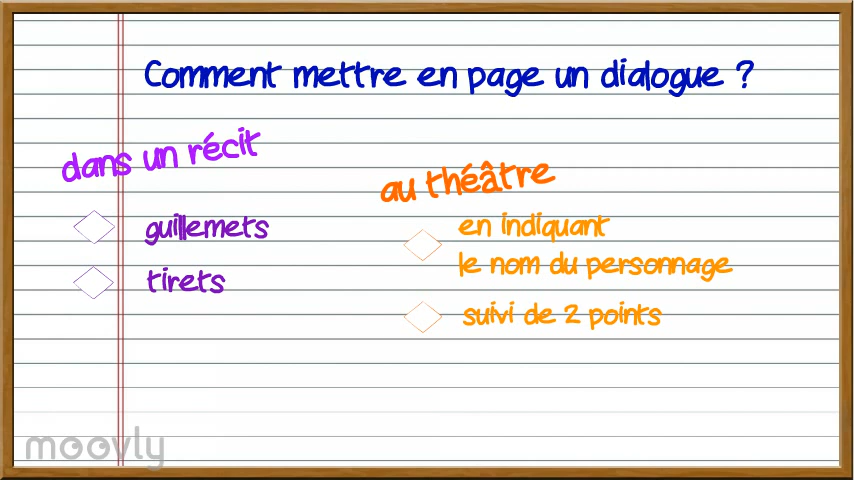 Comment mettre en page un dialogue ?
dans un récit
guillemets
tirets
au théâtre
en indiquant
le nom du personnage
suivi de 2 points
moovly